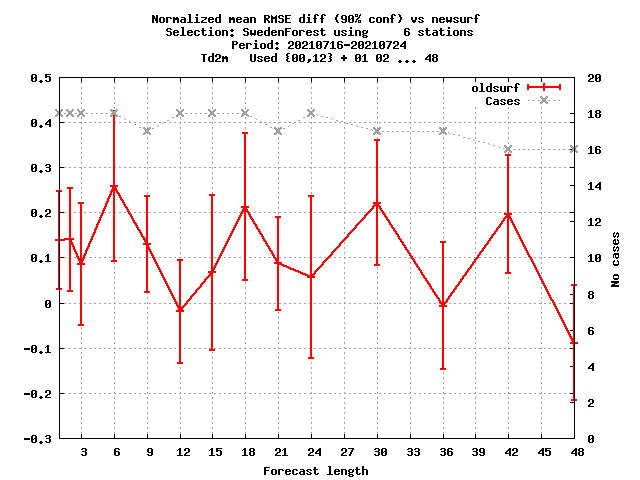 Normalized mean RMSE diff (90% conf) vs newsurf
Selection: SwedenForest using     6 stations
Period: 20210716-20210724
Td2m   Used {00,12} + 01 02 ... 48
oldsurf
Cases
0.5
0.4
0.3
0.2
0.1
0
-0.1
-0.2
-0.3
20
18
16
14
12
10
8
6
4
2
0
No cases
3 6 9 12 15 18 21 24 27 30 33 39 36 42 45 48
Forecast length